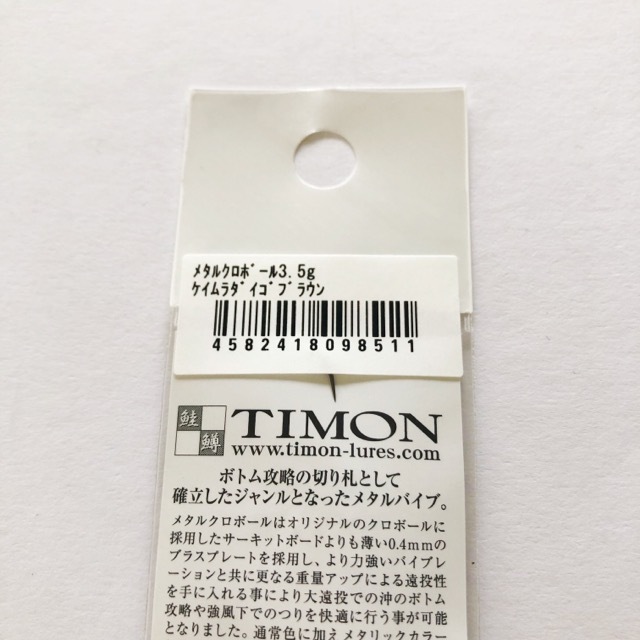 ﾒﾀﾙｸﾛﾎﾞｰﾙ3.5g
ｹｲﾑﾗﾀﾞｲｺﾞﾌﾞﾗｳﾝ
4582418098511
鮭
鱒
TIMON
www.timon-lures.com
ボトム攻略の切り札として
確立したジャンルとなったメタルバイブ。
メタルクロボールはオリジナルのクロボールに
採用したサーキットボードよりも薄い0.4mmの
ブラスプレートを採用し、より力強いバイブレ
ーションと共に更なる重量アップによる遠投性
を手に入れる事により大遠投での沖のボトム
攻略や強風下でのつりを快適に行う事が可能
となりました。通常色に加えメタリックカラー